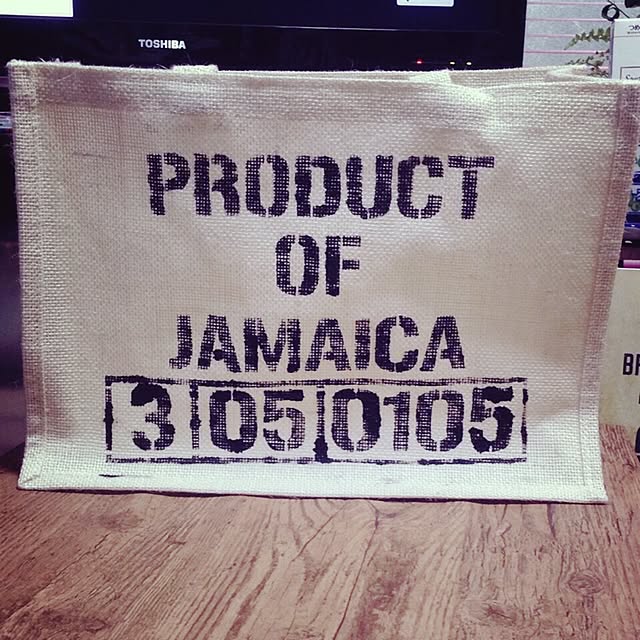 TOSHIBA
PRODUCT
OF
JAMAICA
3 05 0105